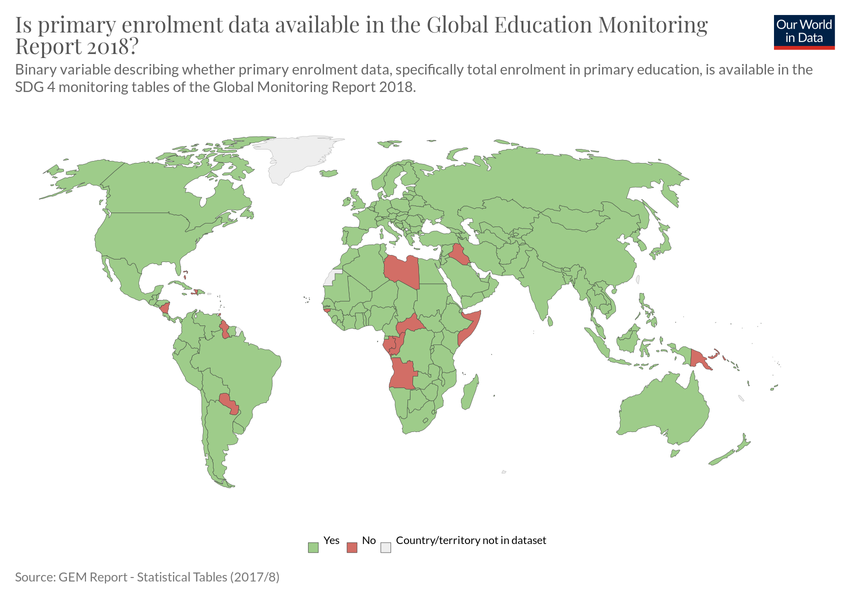 Is primary enrolment data available in the Global Education Monitoring
Report 2018?
Our World
in Data
Binary variable describing whether primary enrolment data, specifically total enrolment in primary education, is available in the
SDG 4 monitoring tables of the Global Monitoring Report 2018.
Yes No Country/territory not in dataset
Source: GEM Report - Statistical Tables (2017/8)